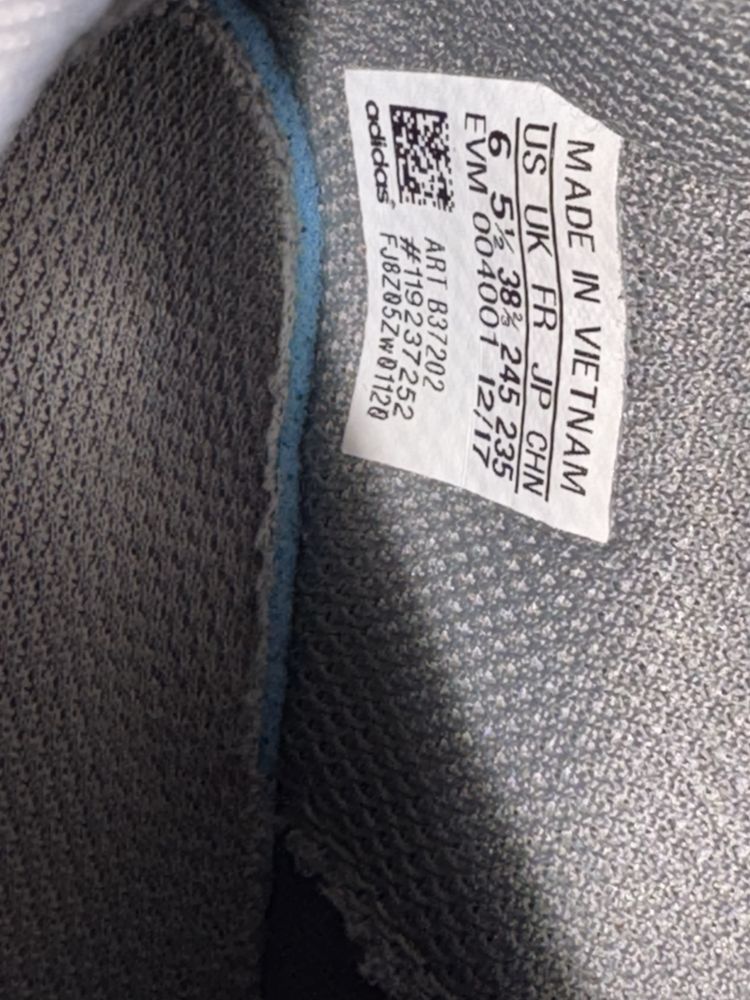 MADE IN VIETNAM
US UK FR JP CHN
6 5½ 38⅔ 245 235
EVM 004001 12/17
ART B37202
#119237252
FJ8Z05ZW01120
adidas